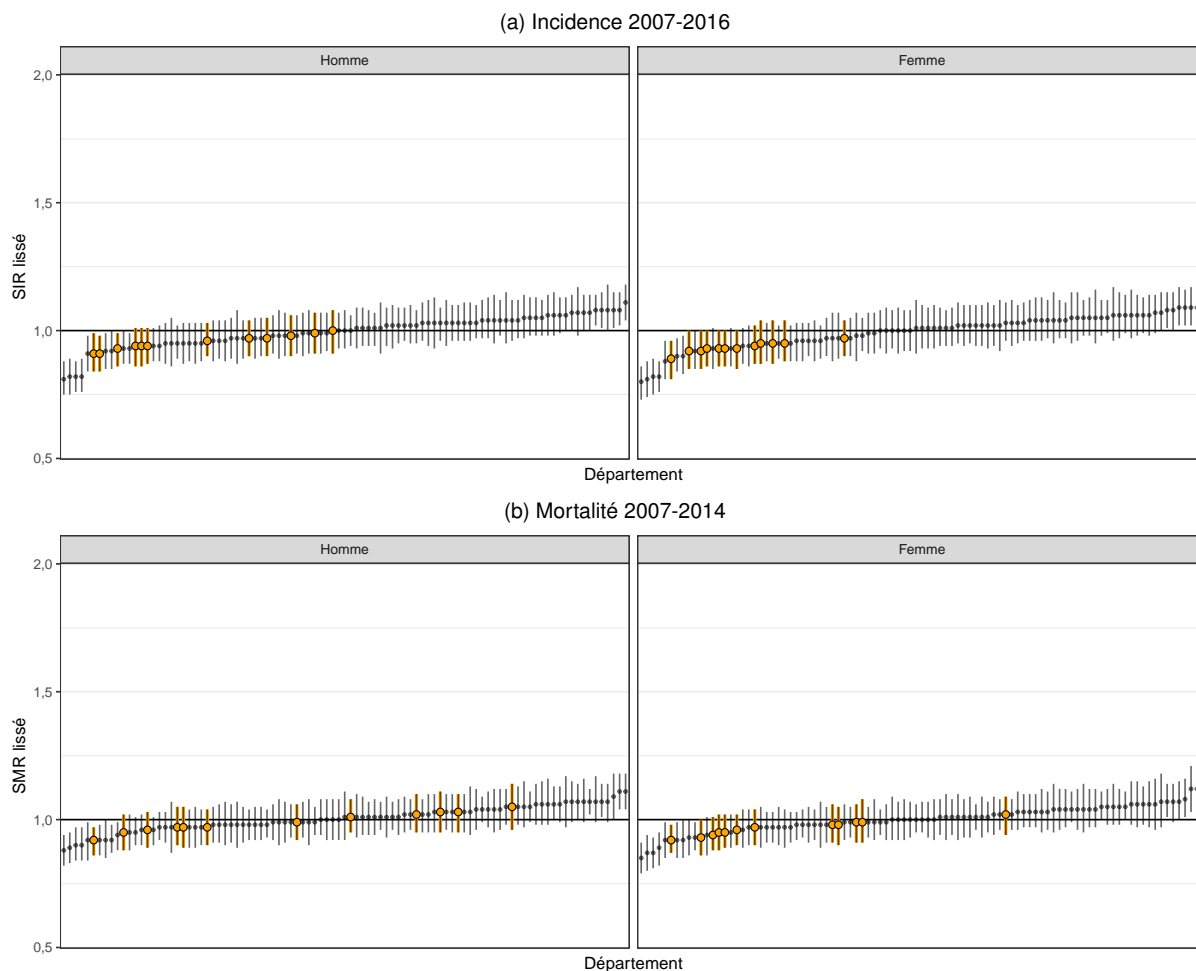 (a) Incidence 2007-2016
Homme
Femme
2,0
1,5
1,0
0,5
SIR lissé
Département
(b) Mortalité 2007-2014
Homme
Femme
2,0
1,5
1,0
0,5
SMR lissé
Département